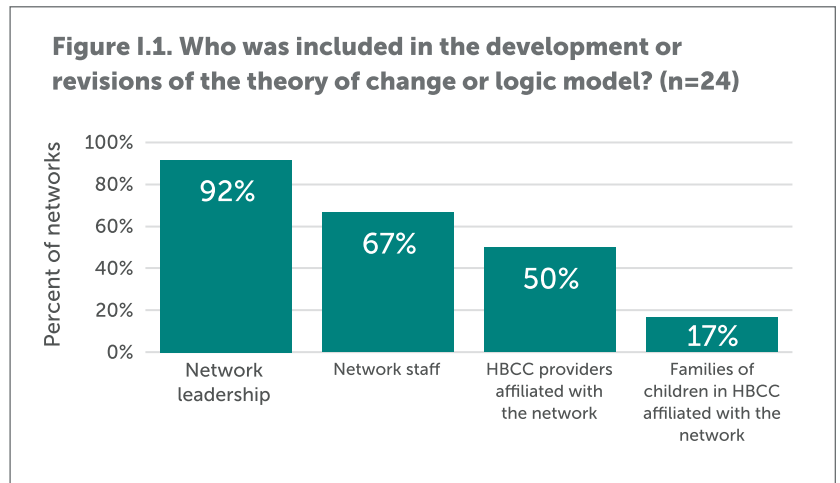 Figure I.1. Who was included in the development or
revisions of the theory of change or logic model? (n=24)
Percent of networks
100%
80%
60%
40%
20%
0%
92%
67%
50%
17%
Network
leadership
Network staff
HBCC providers
affiliated with
the network
Families of
children in HBCC
affiliated with the
network